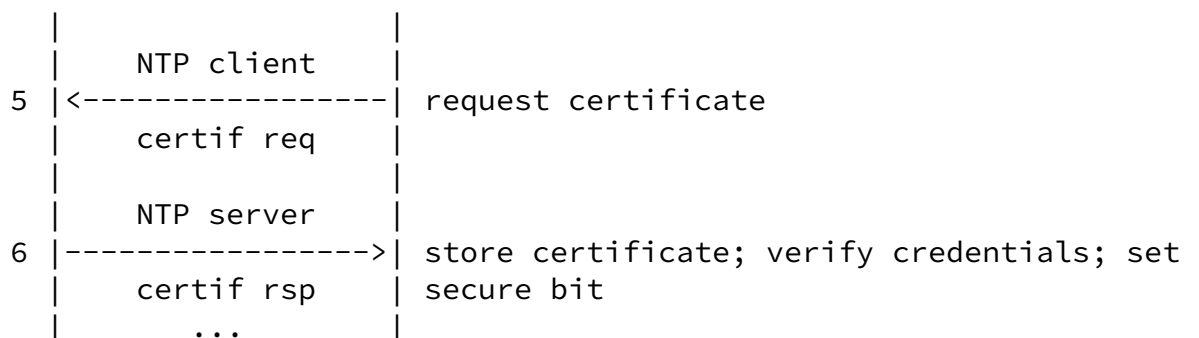 |                  |
|    NTP client    |
5 |<-----------------| request certificate
|    certif req    |
|                  |
|    NTP server    |
6 |----------------->| store certificate; verify credentials; set
|    certif rsp    | secure bit
|       ...        |